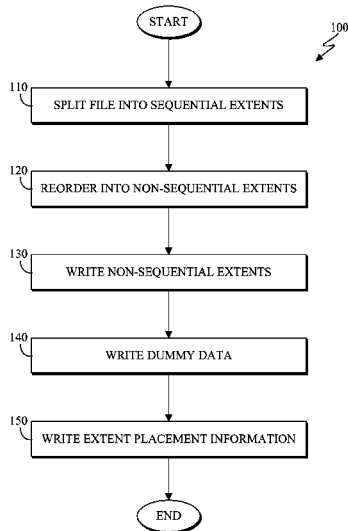 START
100
110
SPLIT FILE INTO SEQUENTIAL EXTENTS
120
REORDER INTO NON-SEQUENTIAL EXTENTS
130
WRITE NON-SEQUENTIAL EXTENTS
140
WRITE DUMMY DATA
150
WRITE EXTENT PLACEMENT INFORMATION
END